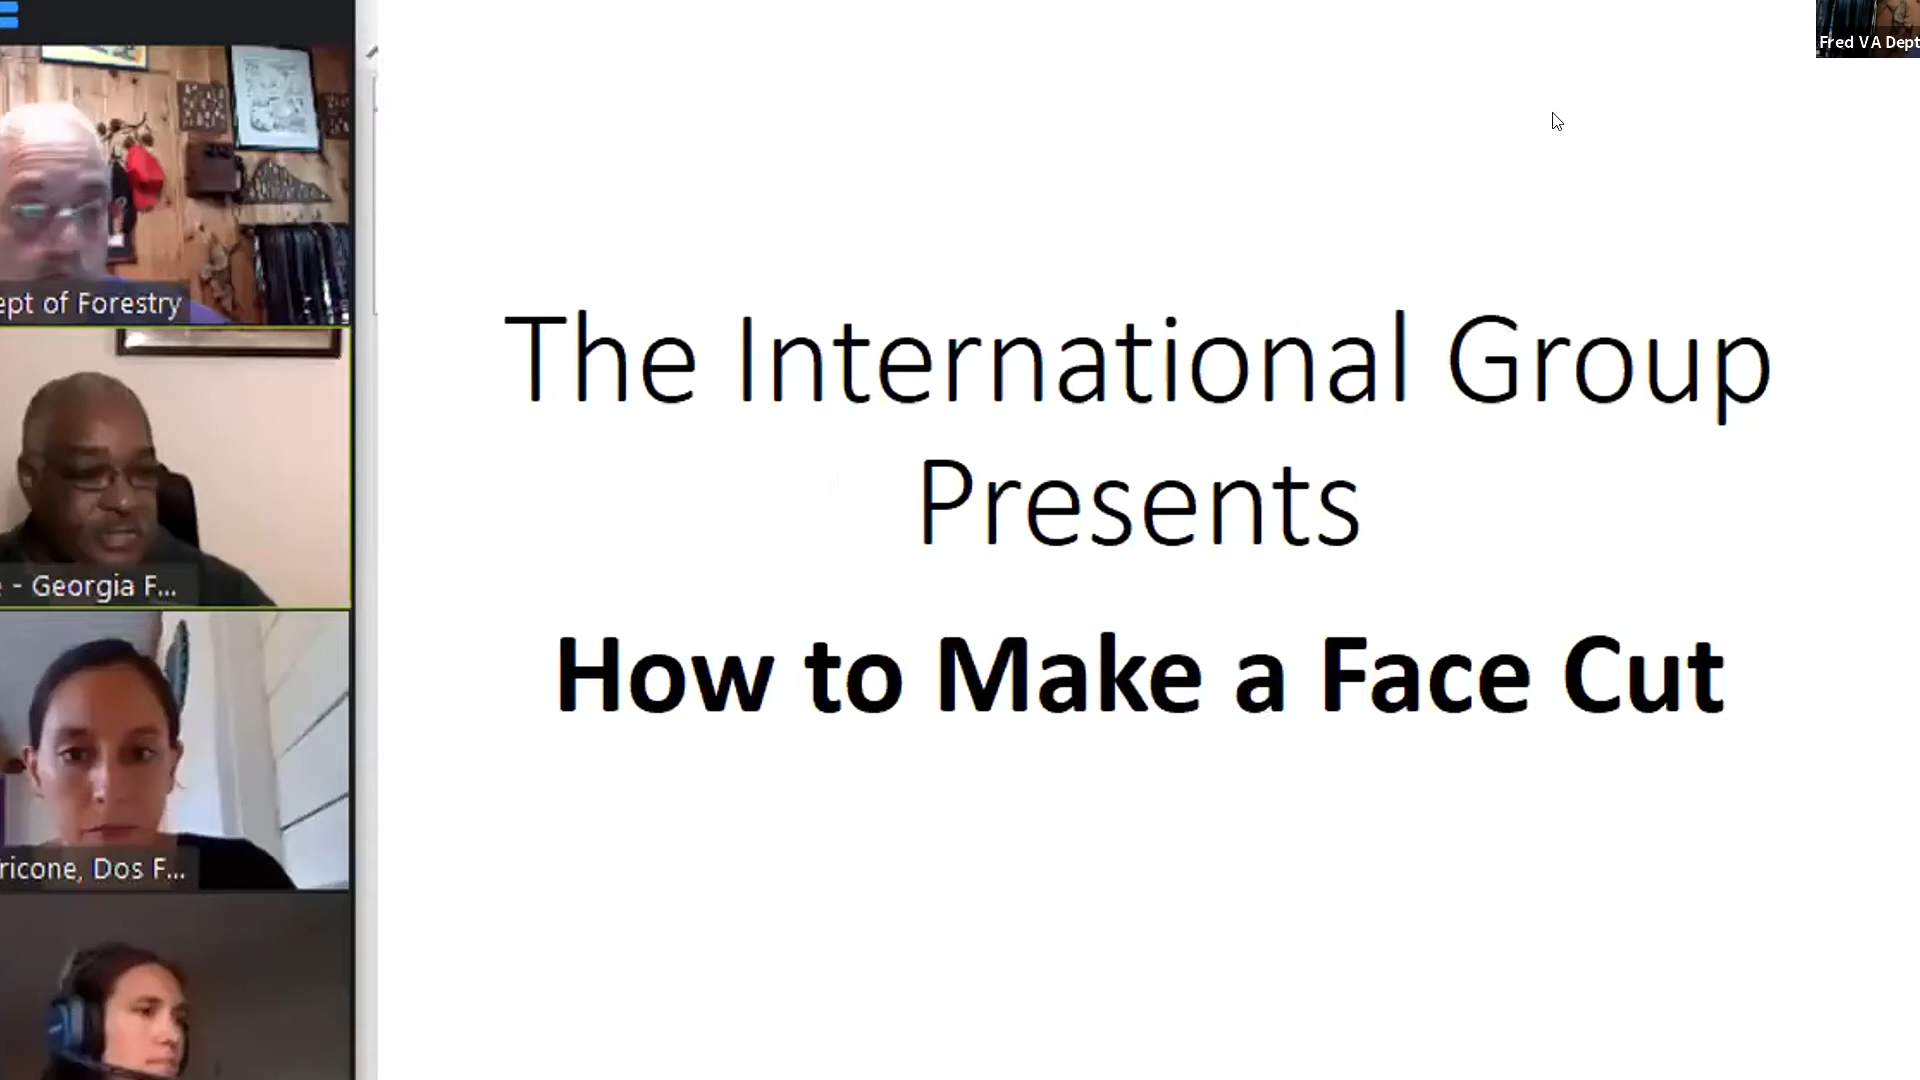 Fred VA Dept
ept of Forestry
The International Group
Presents
- Georgia F...
How to Make a Face Cut
ricone, Dos F...